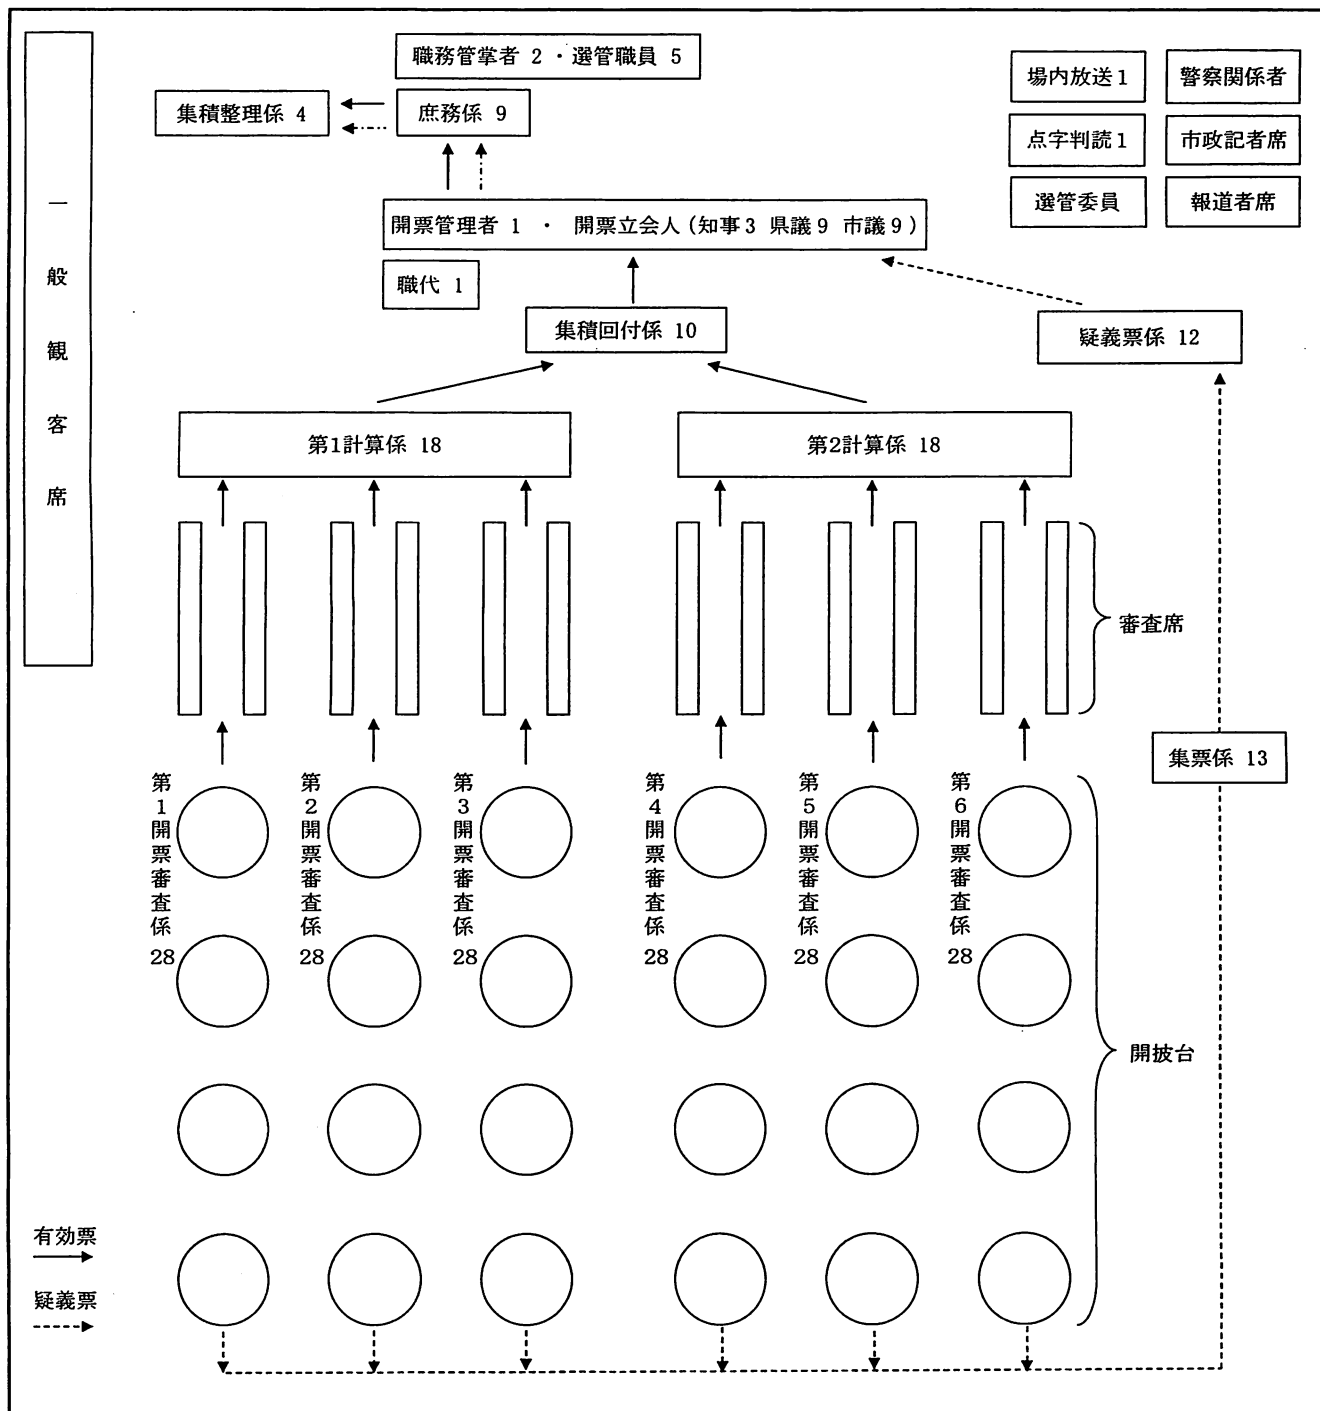 職務管掌者 2 ・選管職員 5
集積整理係 4
庶務係 9
場内放送1
警察関係者
点字判読1
市政記者席
選管委員
報道者席
一般観客席
開票管理者 1 ・ 開票立会人(知事3 県議9 市議9)
職代 1
集積回付係 10
疑義票係 12
第1計算係 18
第2計算係 18
審査席
集票係 13
第1開票審査係 28
第2開票審査係 28
第3開票審査係 28
第4開票審査係 28
第5開票審査係 28
第6開票審査係 28
開披台
有効票
疑義票